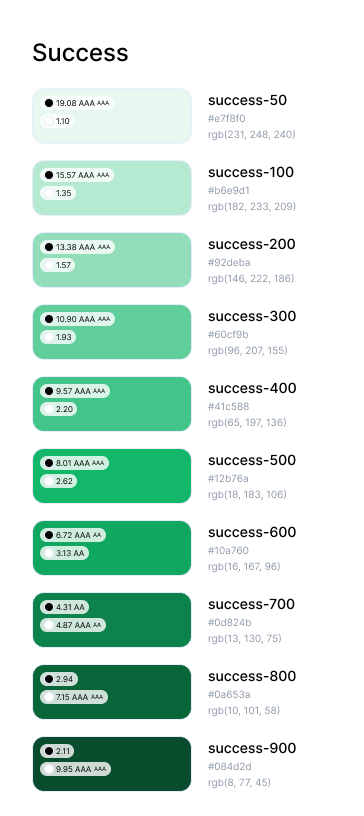 Success
19.08 AAA AAA
1.10
success-50
#e7f8f0
rgb(231, 248, 240)
15.57 AAA AAA
1.35
success-100
#b6e9d1
rgb(182, 233, 209)
13.38 AAA AAA
1.57
success-200
#92deba
rgb(146, 222, 186)
10.90 AAA AAA
1.93
success-300
#60cf9b
rgb(96, 207, 155)
9.57 AAA AAA
2.20
success-400
#41c588
rgb(65, 197, 136)
8.01 AAA AAA
2.62
success-500
#12b76a
rgb(18, 183, 106)
6.72 AAA AA
3.13 AA
success-600
#10a760
rgb(16, 167, 96)
4.31 AA
4.87 AAA AA
success-700
#0d824b
rgb(13, 130, 75)
2.94
7.15 AAA AAA
success-800
#0a653a
rgb(10, 101, 58)
2.11
9.95 AAA AAA
success-900
#084d2d
rgb(8, 77, 45)